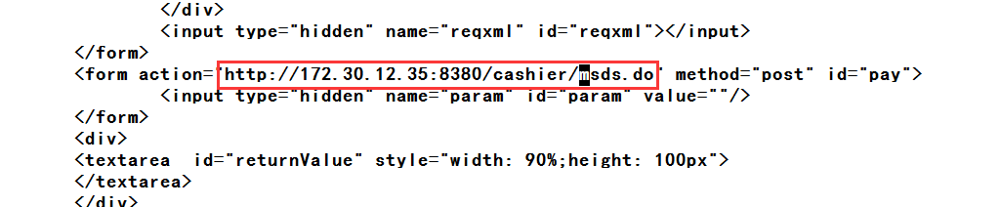 </div>
<input type="hidden" name="reqxml" id="reqxml"></input>
</form>
<form action="http://172.30.12.35:8380/cashier/msds.do" method="post" id="pay">
<input type="hidden" name="param" id="param" value=""/>
</form>
<div>
<textarea  id="returnValue" style="width: 90%;height: 100px">
</textarea>
</div>